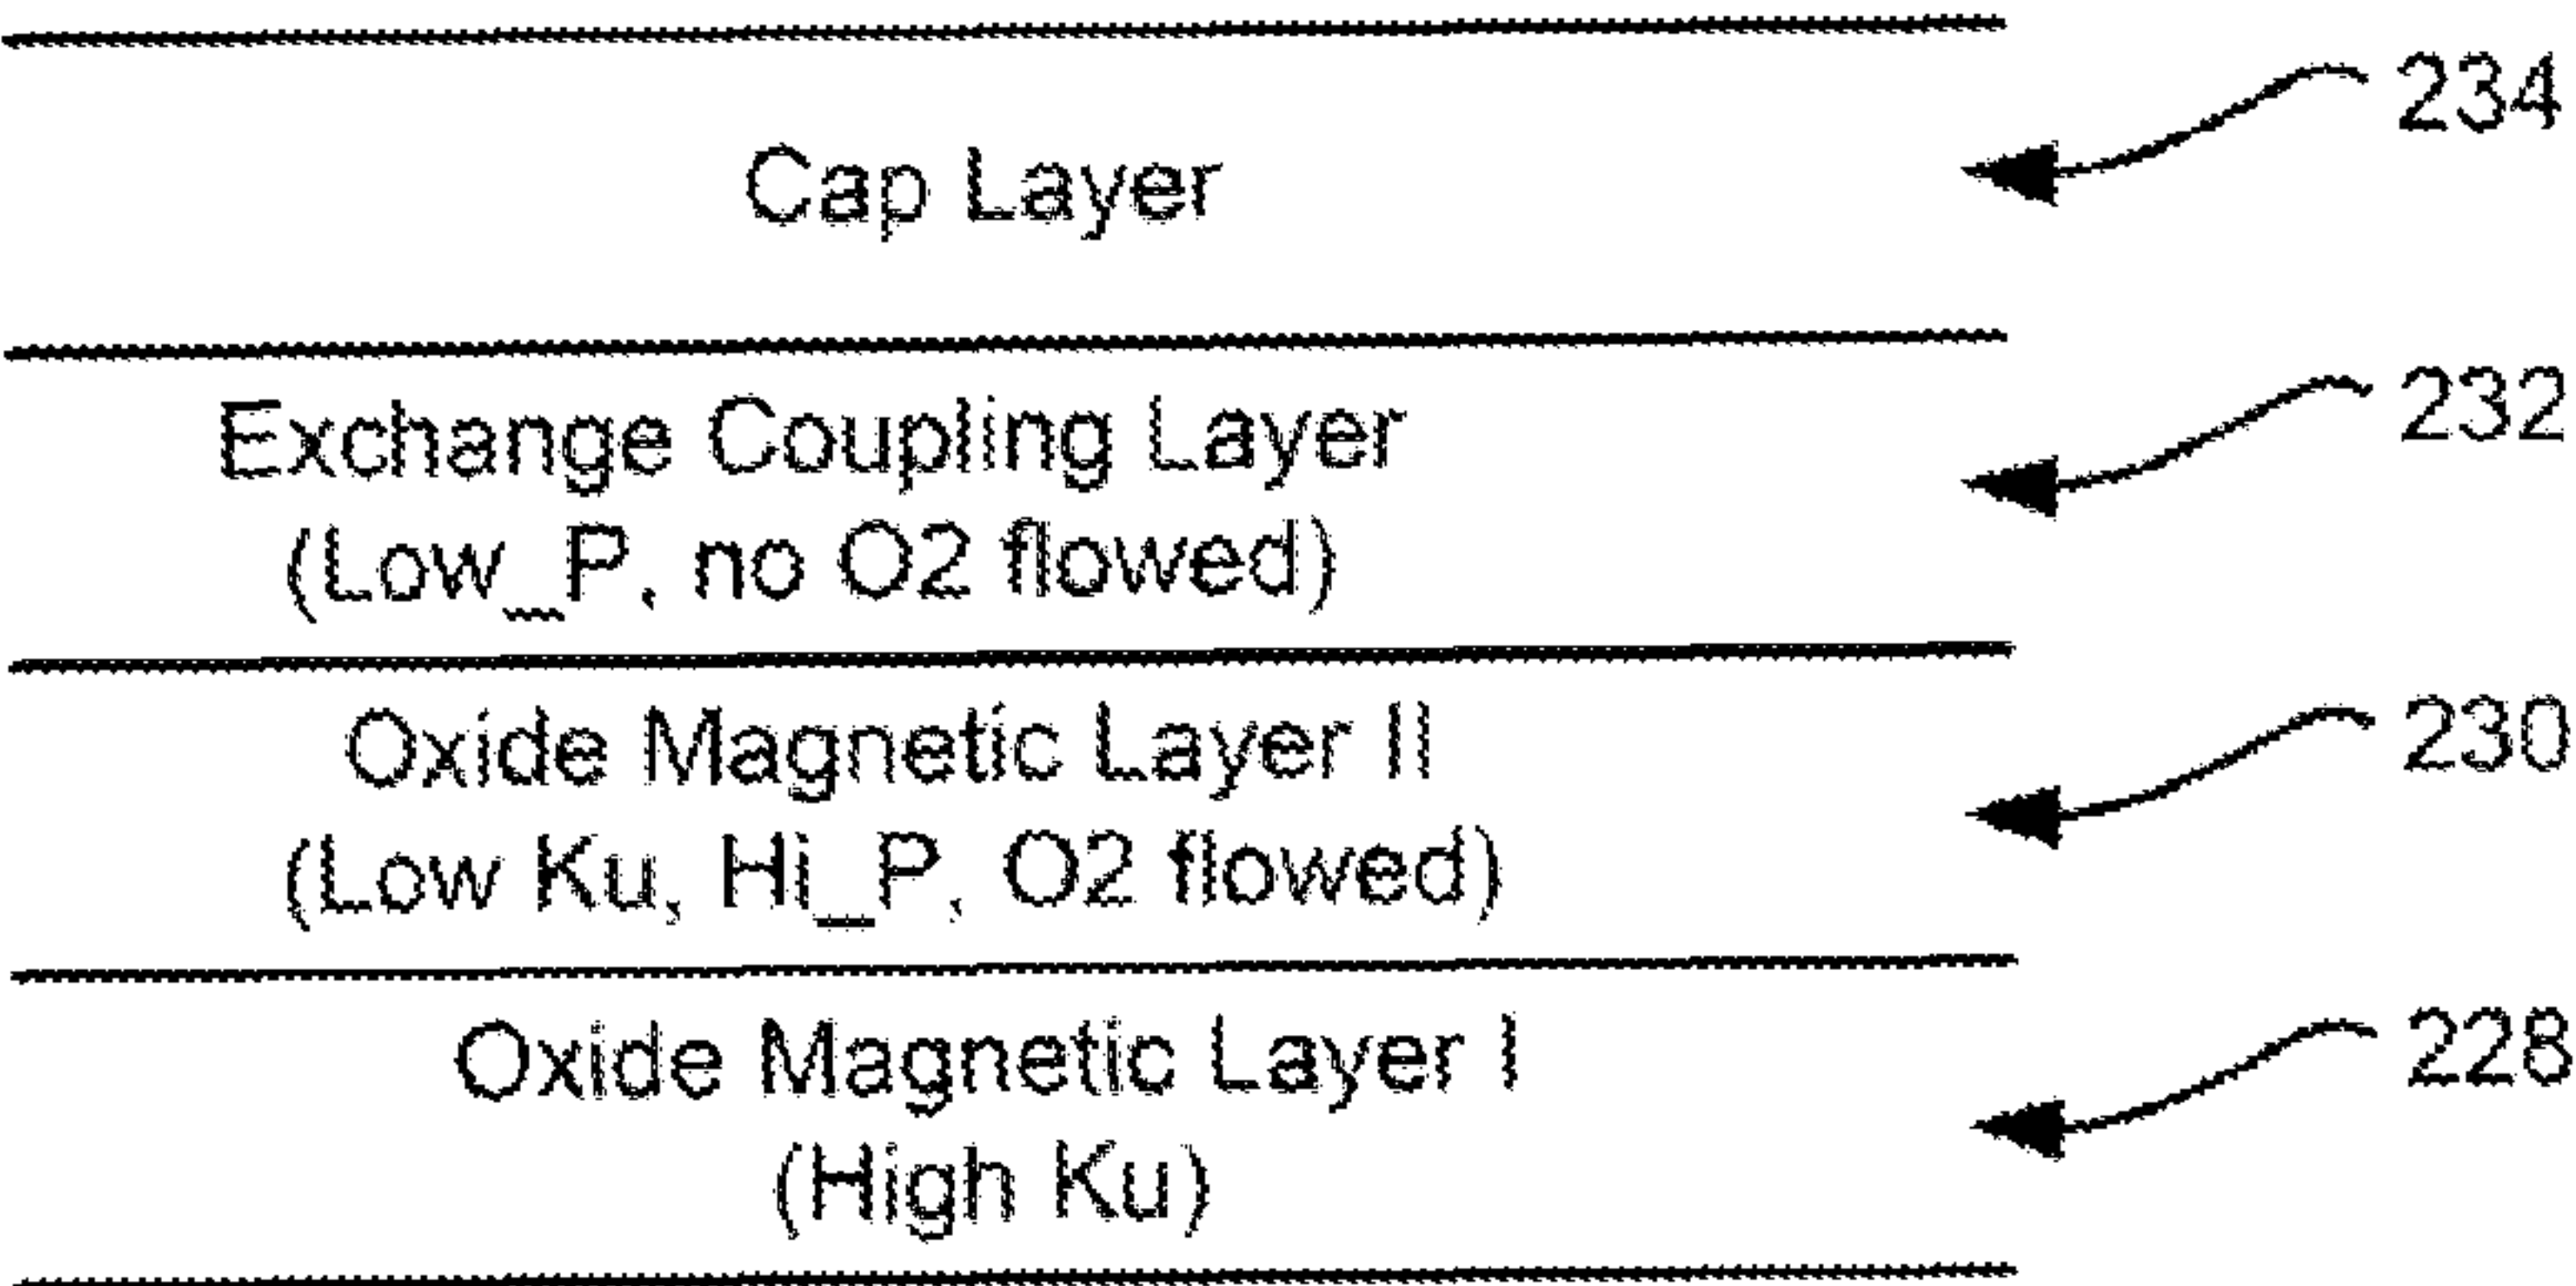 234
Cap Layer
232
Exchange Coupling Layer
(Low_P, no O2 flowed)
230
Oxide Magnetic Layer II
(Low Ku, Hi_P, O2 flowed)
228
Oxide Magnetic Layer I
(High Ku)